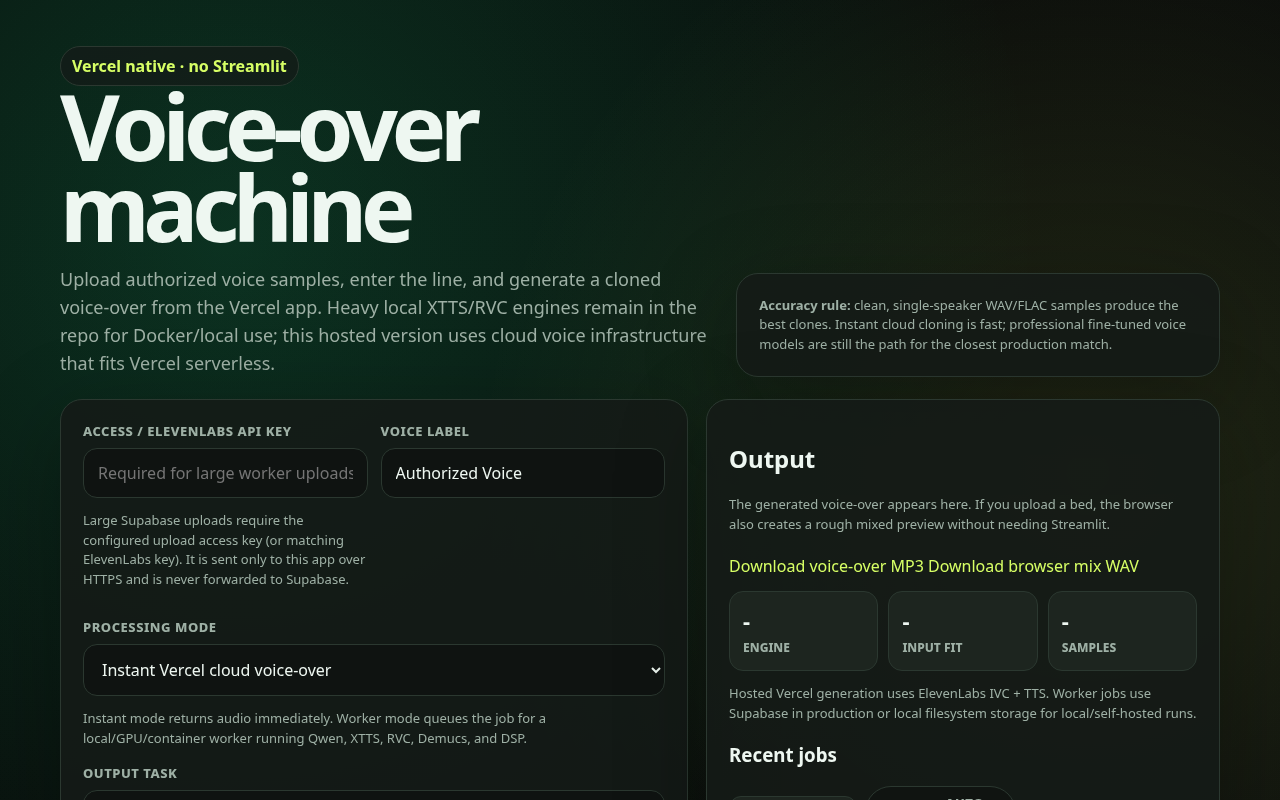 Vercel native · no Streamlit
Voice-over
machine
Upload authorized voice samples, enter the line, and generate a cloned
voice-over from the Vercel app. Heavy local XTTS/RVC engines remain in the
repo for Docker/local use; this hosted version uses cloud voice infrastructure
that fits Vercel serverless.
Accuracy rule: clean, single-speaker WAV/FLAC samples produce the
best clones. Instant cloud cloning is fast; professional fine-tuned voice
models are still the path for the closest production match.
ACCESS / ELEVENLABS API KEY
Required for large worker uploads
Large Supabase uploads require the
configured upload access key (or matching
ElevenLabs key). It is sent only to this app over
HTTPS and is never forwarded to Supabase.
VOICE LABEL
Authorized Voice
PROCESSING MODE
Instant Vercel cloud voice-over
Instant mode returns audio immediately. Worker mode queues the job for a
local/GPU/container worker running Qwen, XTTS, RVC, Demucs, and DSP.
OUTPUT TASK
Output
The generated voice-over appears here. If you upload a bed, the browser
also creates a rough mixed preview without needing Streamlit.
Download voice-over MP3 Download browser mix WAV
-
ENGINE
-
INPUT FIT
-
SAMPLES
Hosted Vercel generation uses ElevenLabs IVC + TTS. Worker jobs use
Supabase in production or local filesystem storage for local/self-hosted runs.
Recent jobs